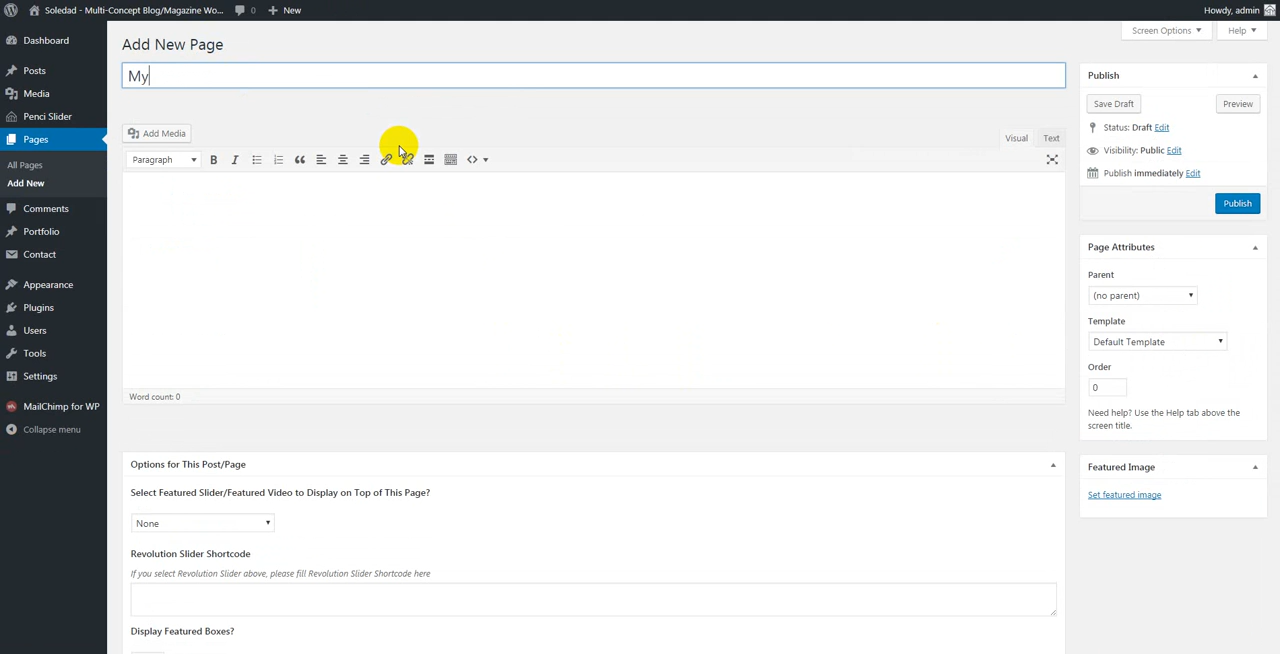 Soledad - Multi-Concept Blog/Magazine Wo... 0 New Howdy, admin
Screen Options Help
Dashboard
Posts
Media
Penci Slider
Pages
All Pages
Add New
Comments
Portfolio
Contact
Appearance
Plugins
Users
Tools
Settings
MailChimp for WP
Collapse menu
Add New Page
My
Add Media
Visual Text
Paragraph
Word count: 0
Options for This Post/Page
Select Featured Slider/Featured Video to Display on Top of This Page?
None
Revolution Slider Shortcode
If you select Revolution Slider above, please fill Revolution Slider Shortcode here
Display Featured Boxes?
Publish
Save Draft Preview
Status: Draft Edit
Visibility: Public Edit
Publish immediately Edit
Publish
Page Attributes
Parent
(no parent)
Template
Default Template
Order
0
Need help? Use the Help tab above the
screen title.
Featured Image
Set featured image